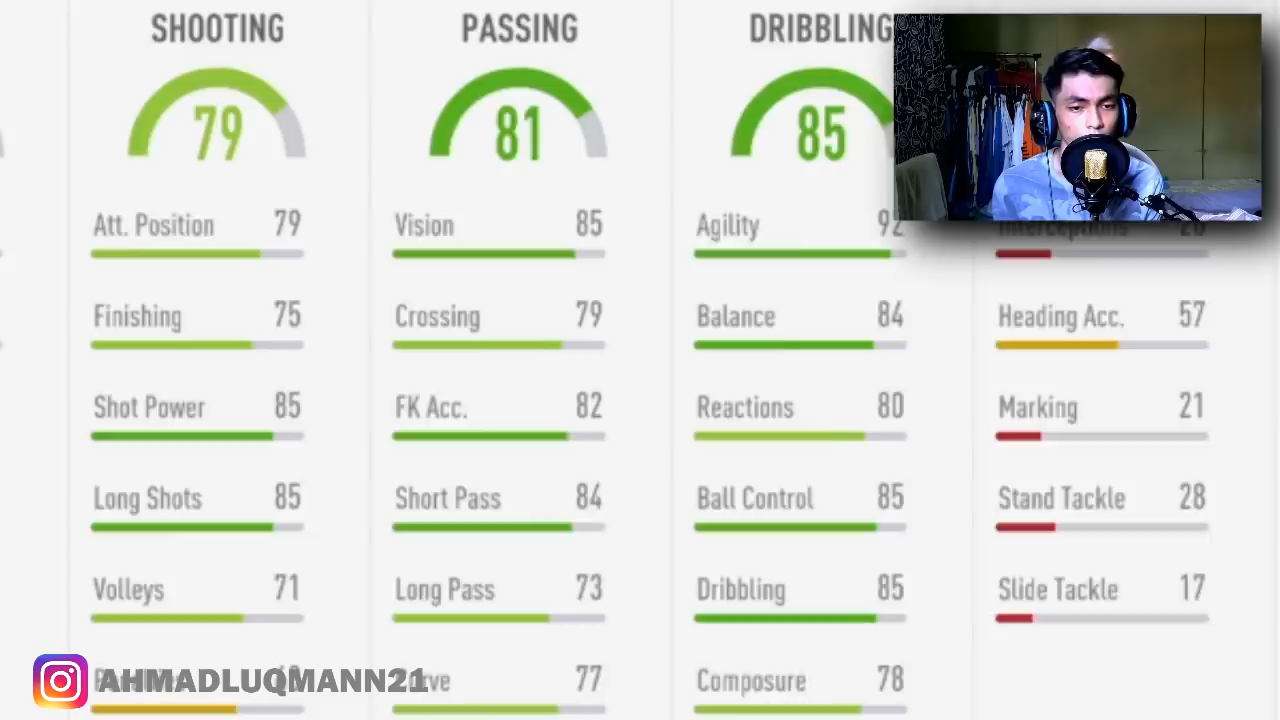 SHOOTING PASSING DRIBBLING
79 81 85
Att. Position 79 Vision 85 Agility 92
Finishing 75 Crossing 79 Balance 84 Heading Acc. 57
Shot Power 85 FK Acc. 82 Reactions 80 Marking 21
Long Shots 85 Short Pass 84 Ball Control 85 Stand Tackle 28
Volleys 71 Long Pass 73 Dribbling 85 Slide Tackle 17
AHMADLUQMANN21 77 Composure 78